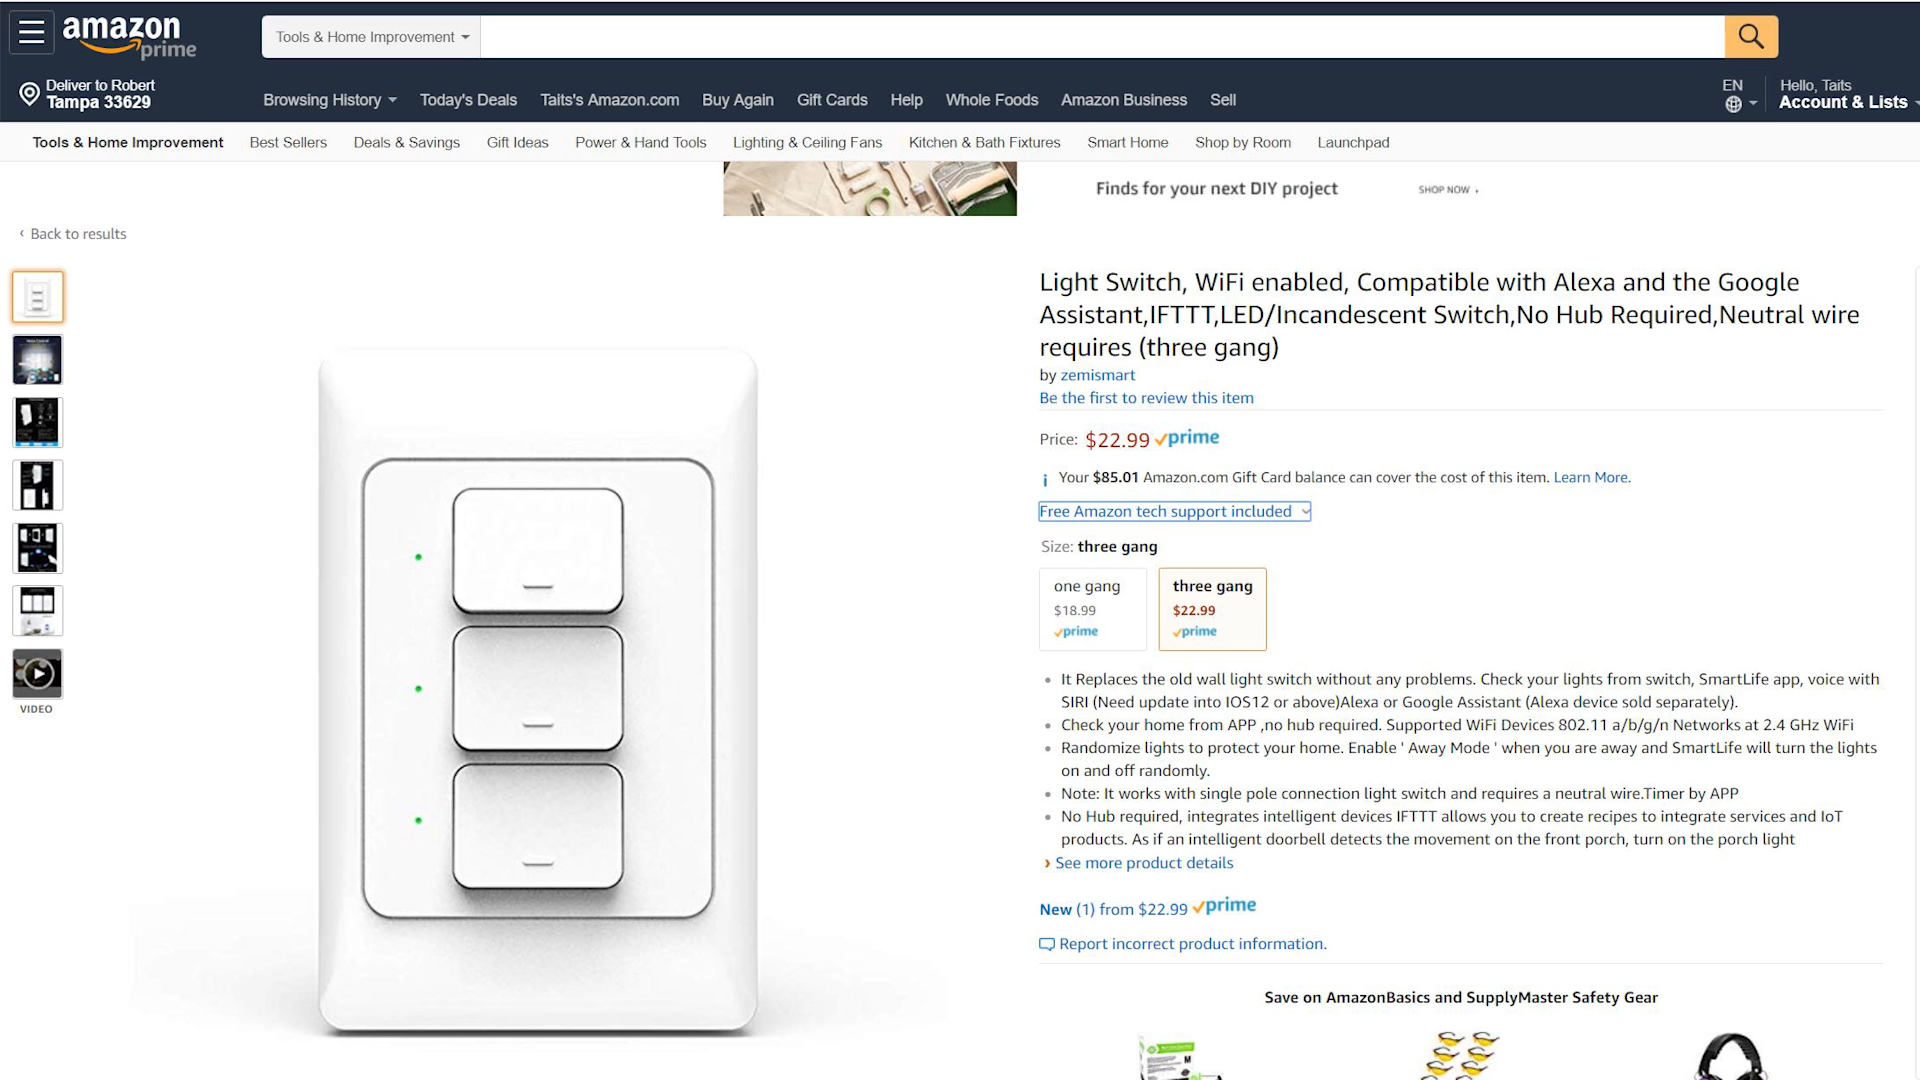 amazon
prime
Tools & Home Improvement
Deliver to Robert
Tampa 33629
Browsing History
Today's Deals
Taits's Amazon.com
Buy Again
Gift Cards
Help
Whole Foods
Amazon Business
Sell
EN
Hello, Taits
Account & Lists
Tools & Home Improvement
Best Sellers
Deals & Savings
Gift Ideas
Power & Hand Tools
Lighting & Ceiling Fans
Kitchen & Bath Fixtures
Smart Home
Shop by Room
Launchpad
Finds for your next DIY project
SHOP NOW ›
‹ Back to results
VIDEO
Light Switch, WiFi enabled, Compatible with Alexa and the Google
Assistant,IFTTT,LED/Incandescent Switch,No Hub Required,Neutral wire
requires (three gang)
by zemismart
Be the first to review this item
Price: $22.99 prime
Your $85.01 Amazon.com Gift Card balance can cover the cost of this item. Learn More.
Free Amazon tech support included
Size: three gang
one gang
$18.99
prime
three gang
$22.99
prime
It Replaces the old wall light switch without any problems. Check your lights from switch, SmartLife app, voice with
SIRI (Need update into IOS12 or above)Alexa or Google Assistant (Alexa device sold separately).
Check your home from APP ,no hub required. Supported WiFi Devices 802.11 a/b/g/n Networks at 2.4 GHz WiFi
Randomize lights to protect your home. Enable ' Away Mode ' when you are away and SmartLife will turn the lights
on and off randomly.
Note: It works with single pole connection light switch and requires a neutral wire.Timer by APP
No Hub required, integrates intelligent devices IFTTT allows you to create recipes to integrate services and IoT
products. As if an intelligent doorbell detects the movement on the front porch, turn on the porch light
› See more product details
New (1) from $22.99 prime
Report incorrect product information.
Save on AmazonBasics and SupplyMaster Safety Gear
M